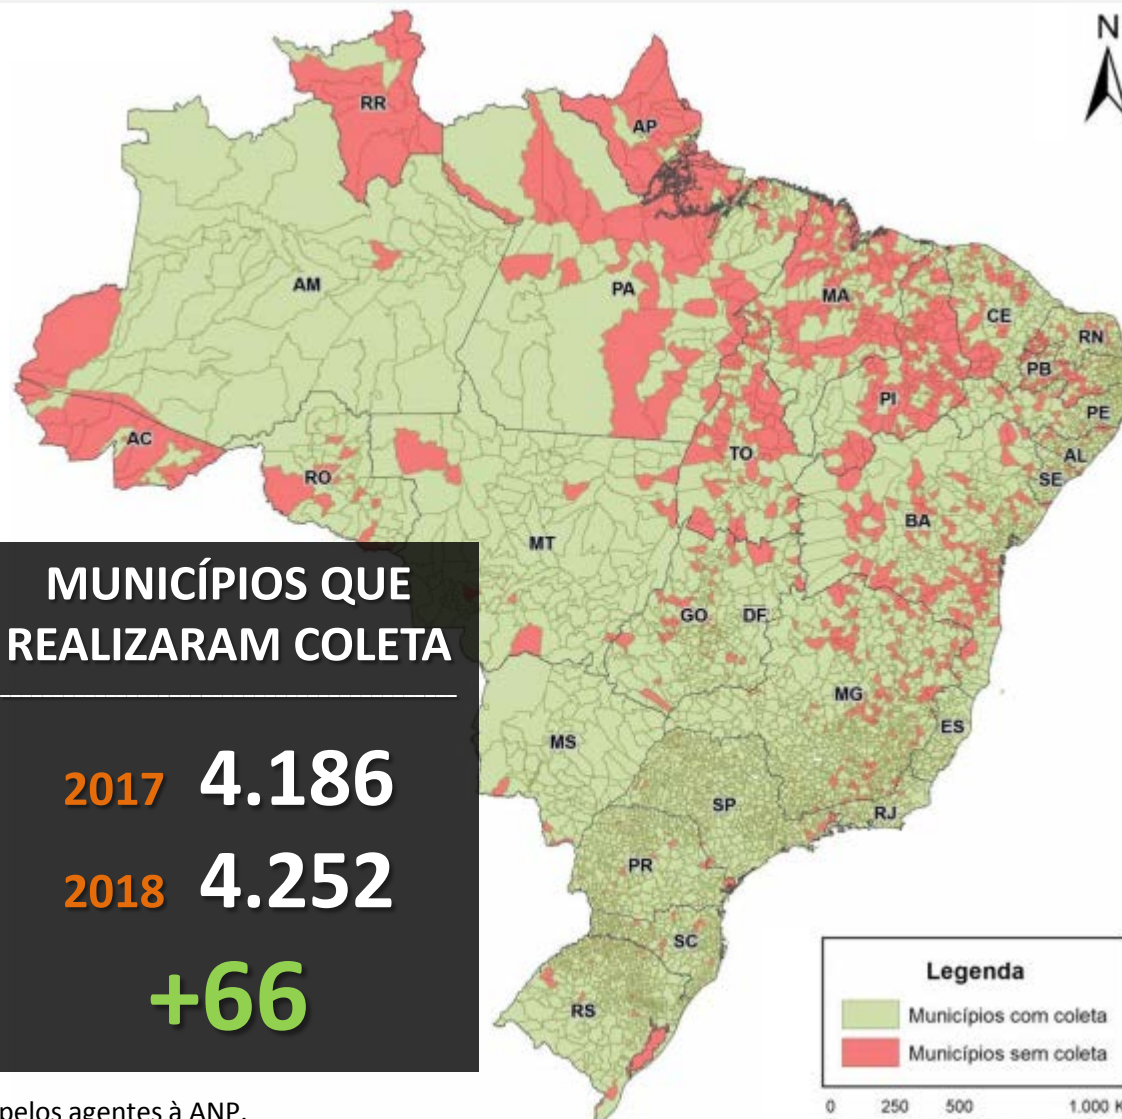 N
RR
AP
AM
PA
MA
CE
RN
PB
PI
PE
AC
TO
AL
RO
SE
BA
MT
MUNICÍPIOS QUE
REALIZARAM COLETA
GO
DF
MG
ES
MS
2017 4.186
SP
RJ
2018 4.252
PR
SC
+66
RS
Legenda
Municípios com coleta
Municípios sem coleta
0 250 500 1.000 K
pelos agentes à ANP.